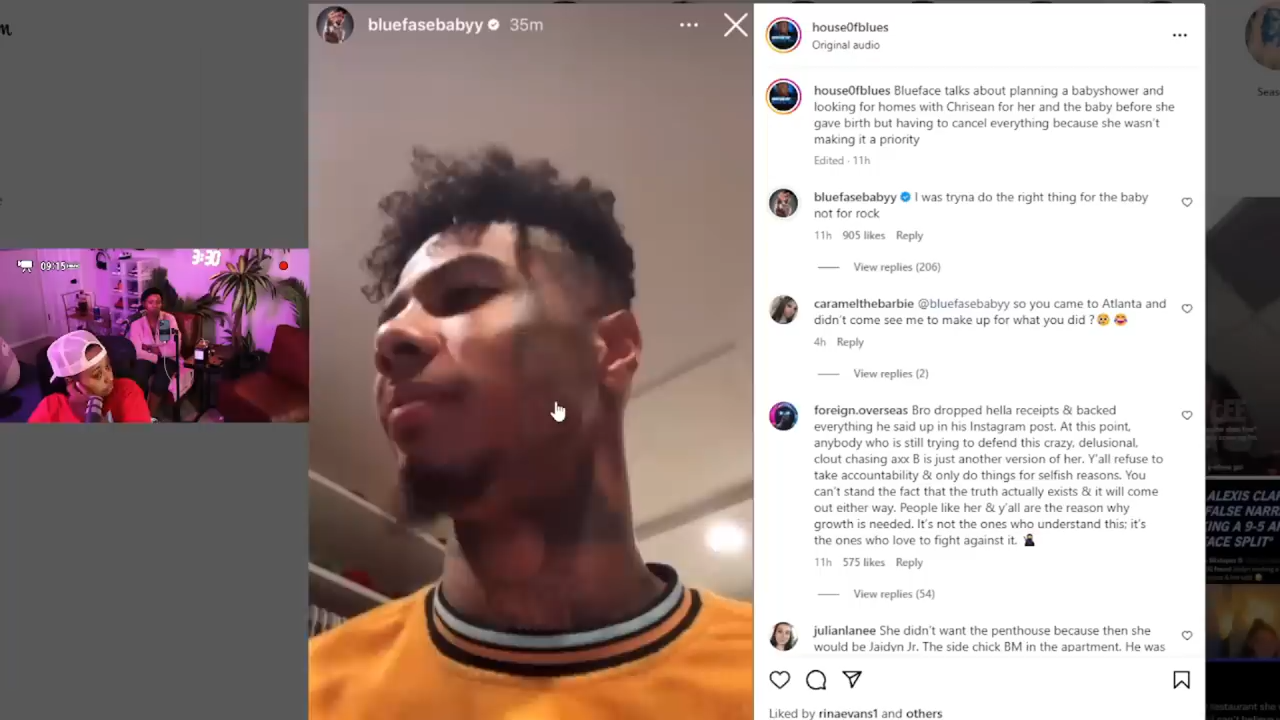 bluefasebabyy 35m
house0fblues
Original audio
house0fblues Blueface talks about planning a babyshower and
looking for homes with Chrisean for her and the baby before she
gave birth but having to cancel everything because she wasn't
making it a priority
Edited · 11h
bluefasebabyy I was tryna do the right thing for the baby
not for rock
11h 905 likes Reply
View replies (206)
caramelthebarbie @bluefasebabyy so you came to Atlanta and
didn't come see me to make up for what you did ?🥺 😂
4h Reply
View replies (2)
foreign.overseas Bro dropped hella receipts & backed
everything he said up in his Instagram post. At this point,
anybody who is still trying to defend this crazy, delusional,
clout chasing axx B is just another version of her. Y'all refuse to
take accountability & only do things for selfish reasons. You
can't stand the fact that the truth actually exists & it will come
out either way. People like her & y'all are the reason why
growth is needed. It's not the ones who understand this; it's
the ones who love to fight against it. 🥷🏿
11h 575 likes Reply
View replies (54)
julianlanee She didn't want the penthouse because then she
would be Jaidyn Jr. The side chick BM in the apartment. He was
Liked by rinaevans1 and others
3:30
Seas
ALEXIS CLA
FALSE NARR
ING A 9-5 A
ACE SPLIT"